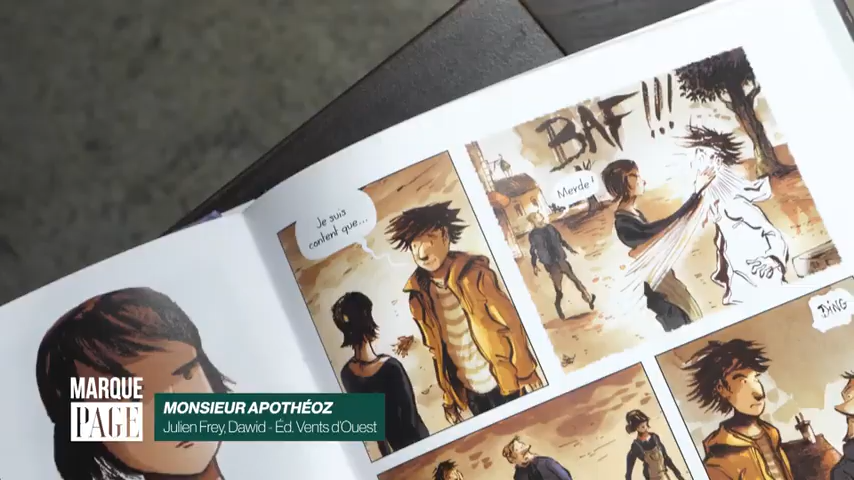 BAF!!!
Merde!
Je suis
content que...
DING
MARQUE
PAGE
MONSIEUR APOTHÉOZ
Julien Frey, Dawid - Éd. Vents d'Ouest